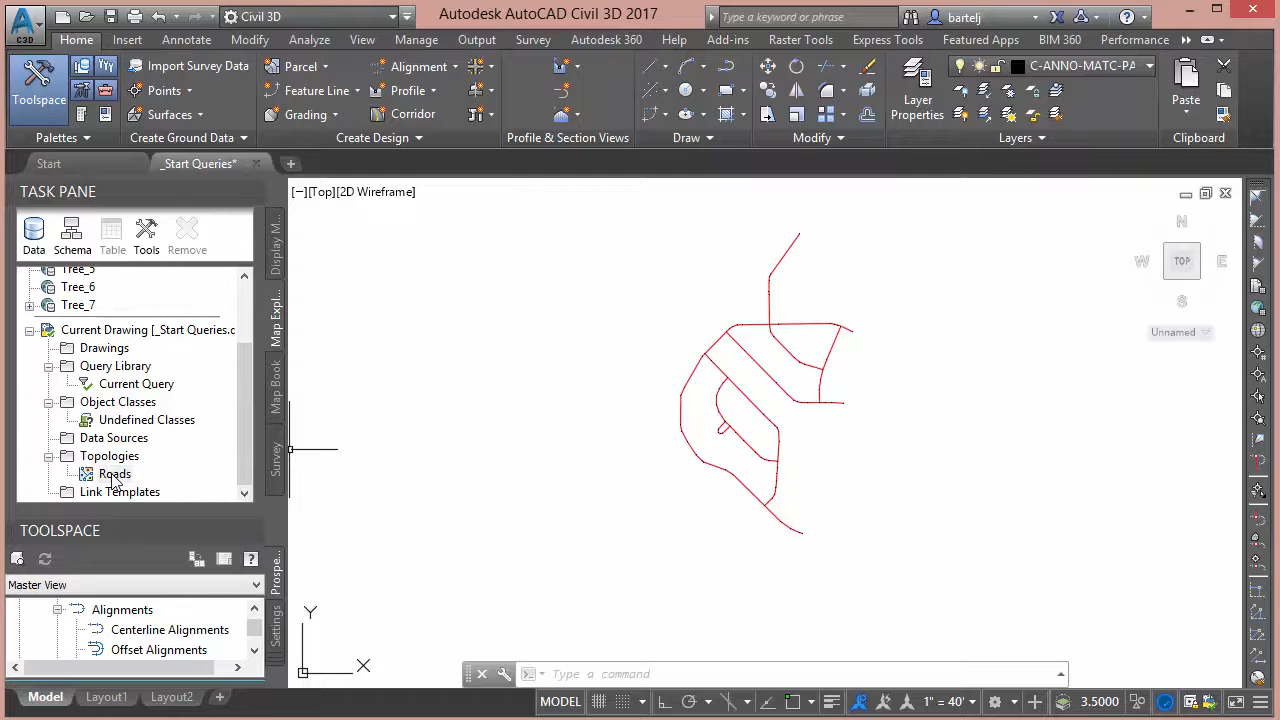 Civil 3D
Autodesk AutoCAD Civil 3D 2017
Type a keyword or phrase
bartelj
C3D
Home
Insert
Annotate
Modify
Analyze
View
Manage
Output
Survey
Autodesk 360
Help
Add-ins
Raster Tools
Express Tools
Featured Apps
BIM 360
Performance
Toolspace
Import Survey Data
Points
Surfaces
Parcel
Feature Line
Grading
Alignment
Profile
Corridor
Layer
Properties
C-ANNO-MATC-PA
Paste
Palettes
Create Ground Data
Create Design
Profile & Section Views
Draw
Modify
Layers
Clipboard
Start
_Start Queries*
TASK PANE
[−][Top][2D Wireframe]
Data
Schema
Table
Tools
Remove
Display M...
Map Expl...
Map Book
Survey
Tree_5
Tree_6
Tree_7
Current Drawing [_Start Queries.c
Drawings
Query Library
Current Query
Object Classes
Undefined Classes
Data Sources
Topologies
Roads
Link Templates
N
W
TOP
E
S
Unnamed
TOOLSPACE
Master View
Prospe...
Settings
Alignments
Centerline Alignments
Offset Alignments
Y
X
Type a command
Model
Layout1
Layout2
MODEL
1" = 40'
3.5000